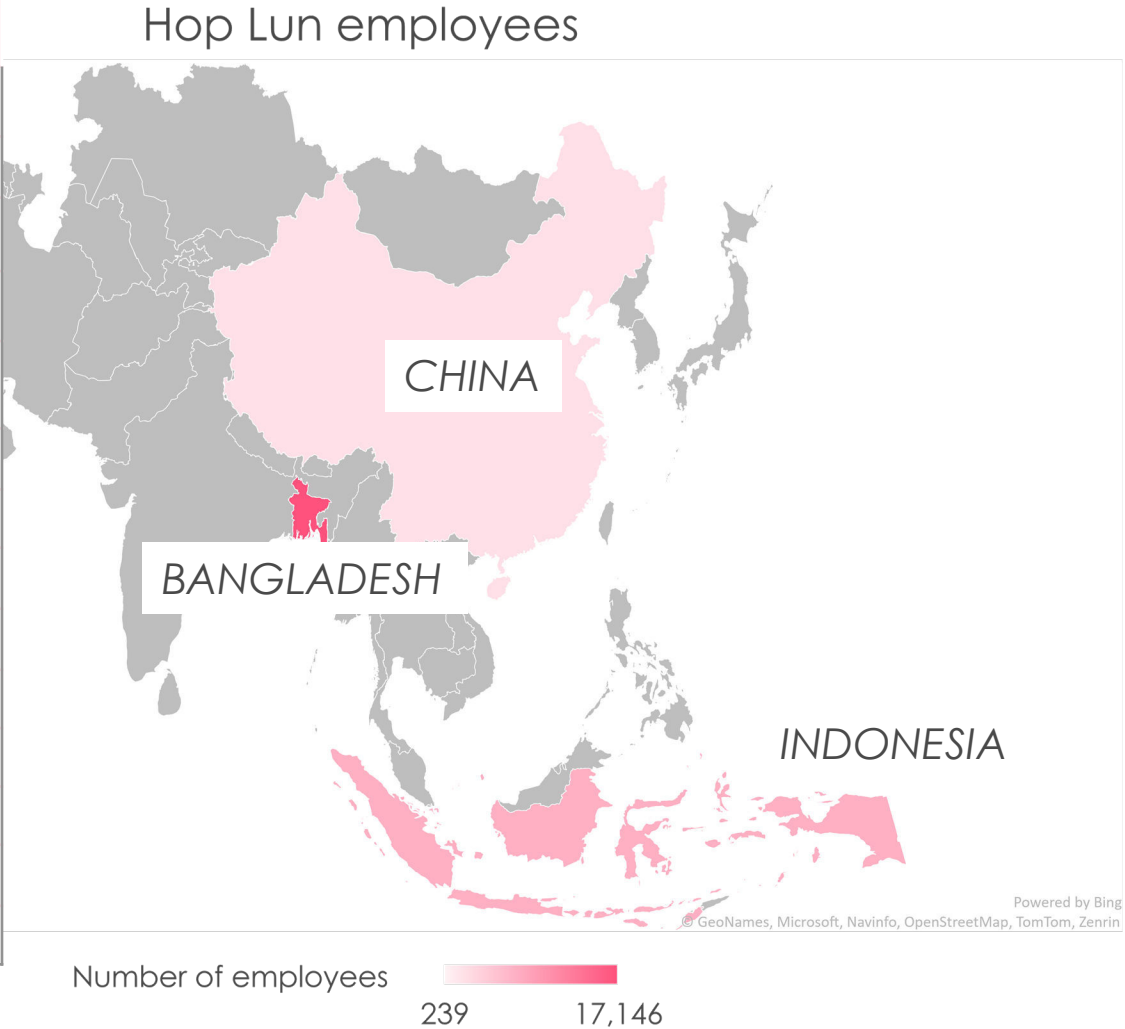 Hop Lun employees
CHINA
BANGLADESH
INDONESIA
Powered by Bing
© GeoNames, Microsoft, Navinfo, OpenStreetMap, TomTom, Zenrin
Number of employees
239 17,146